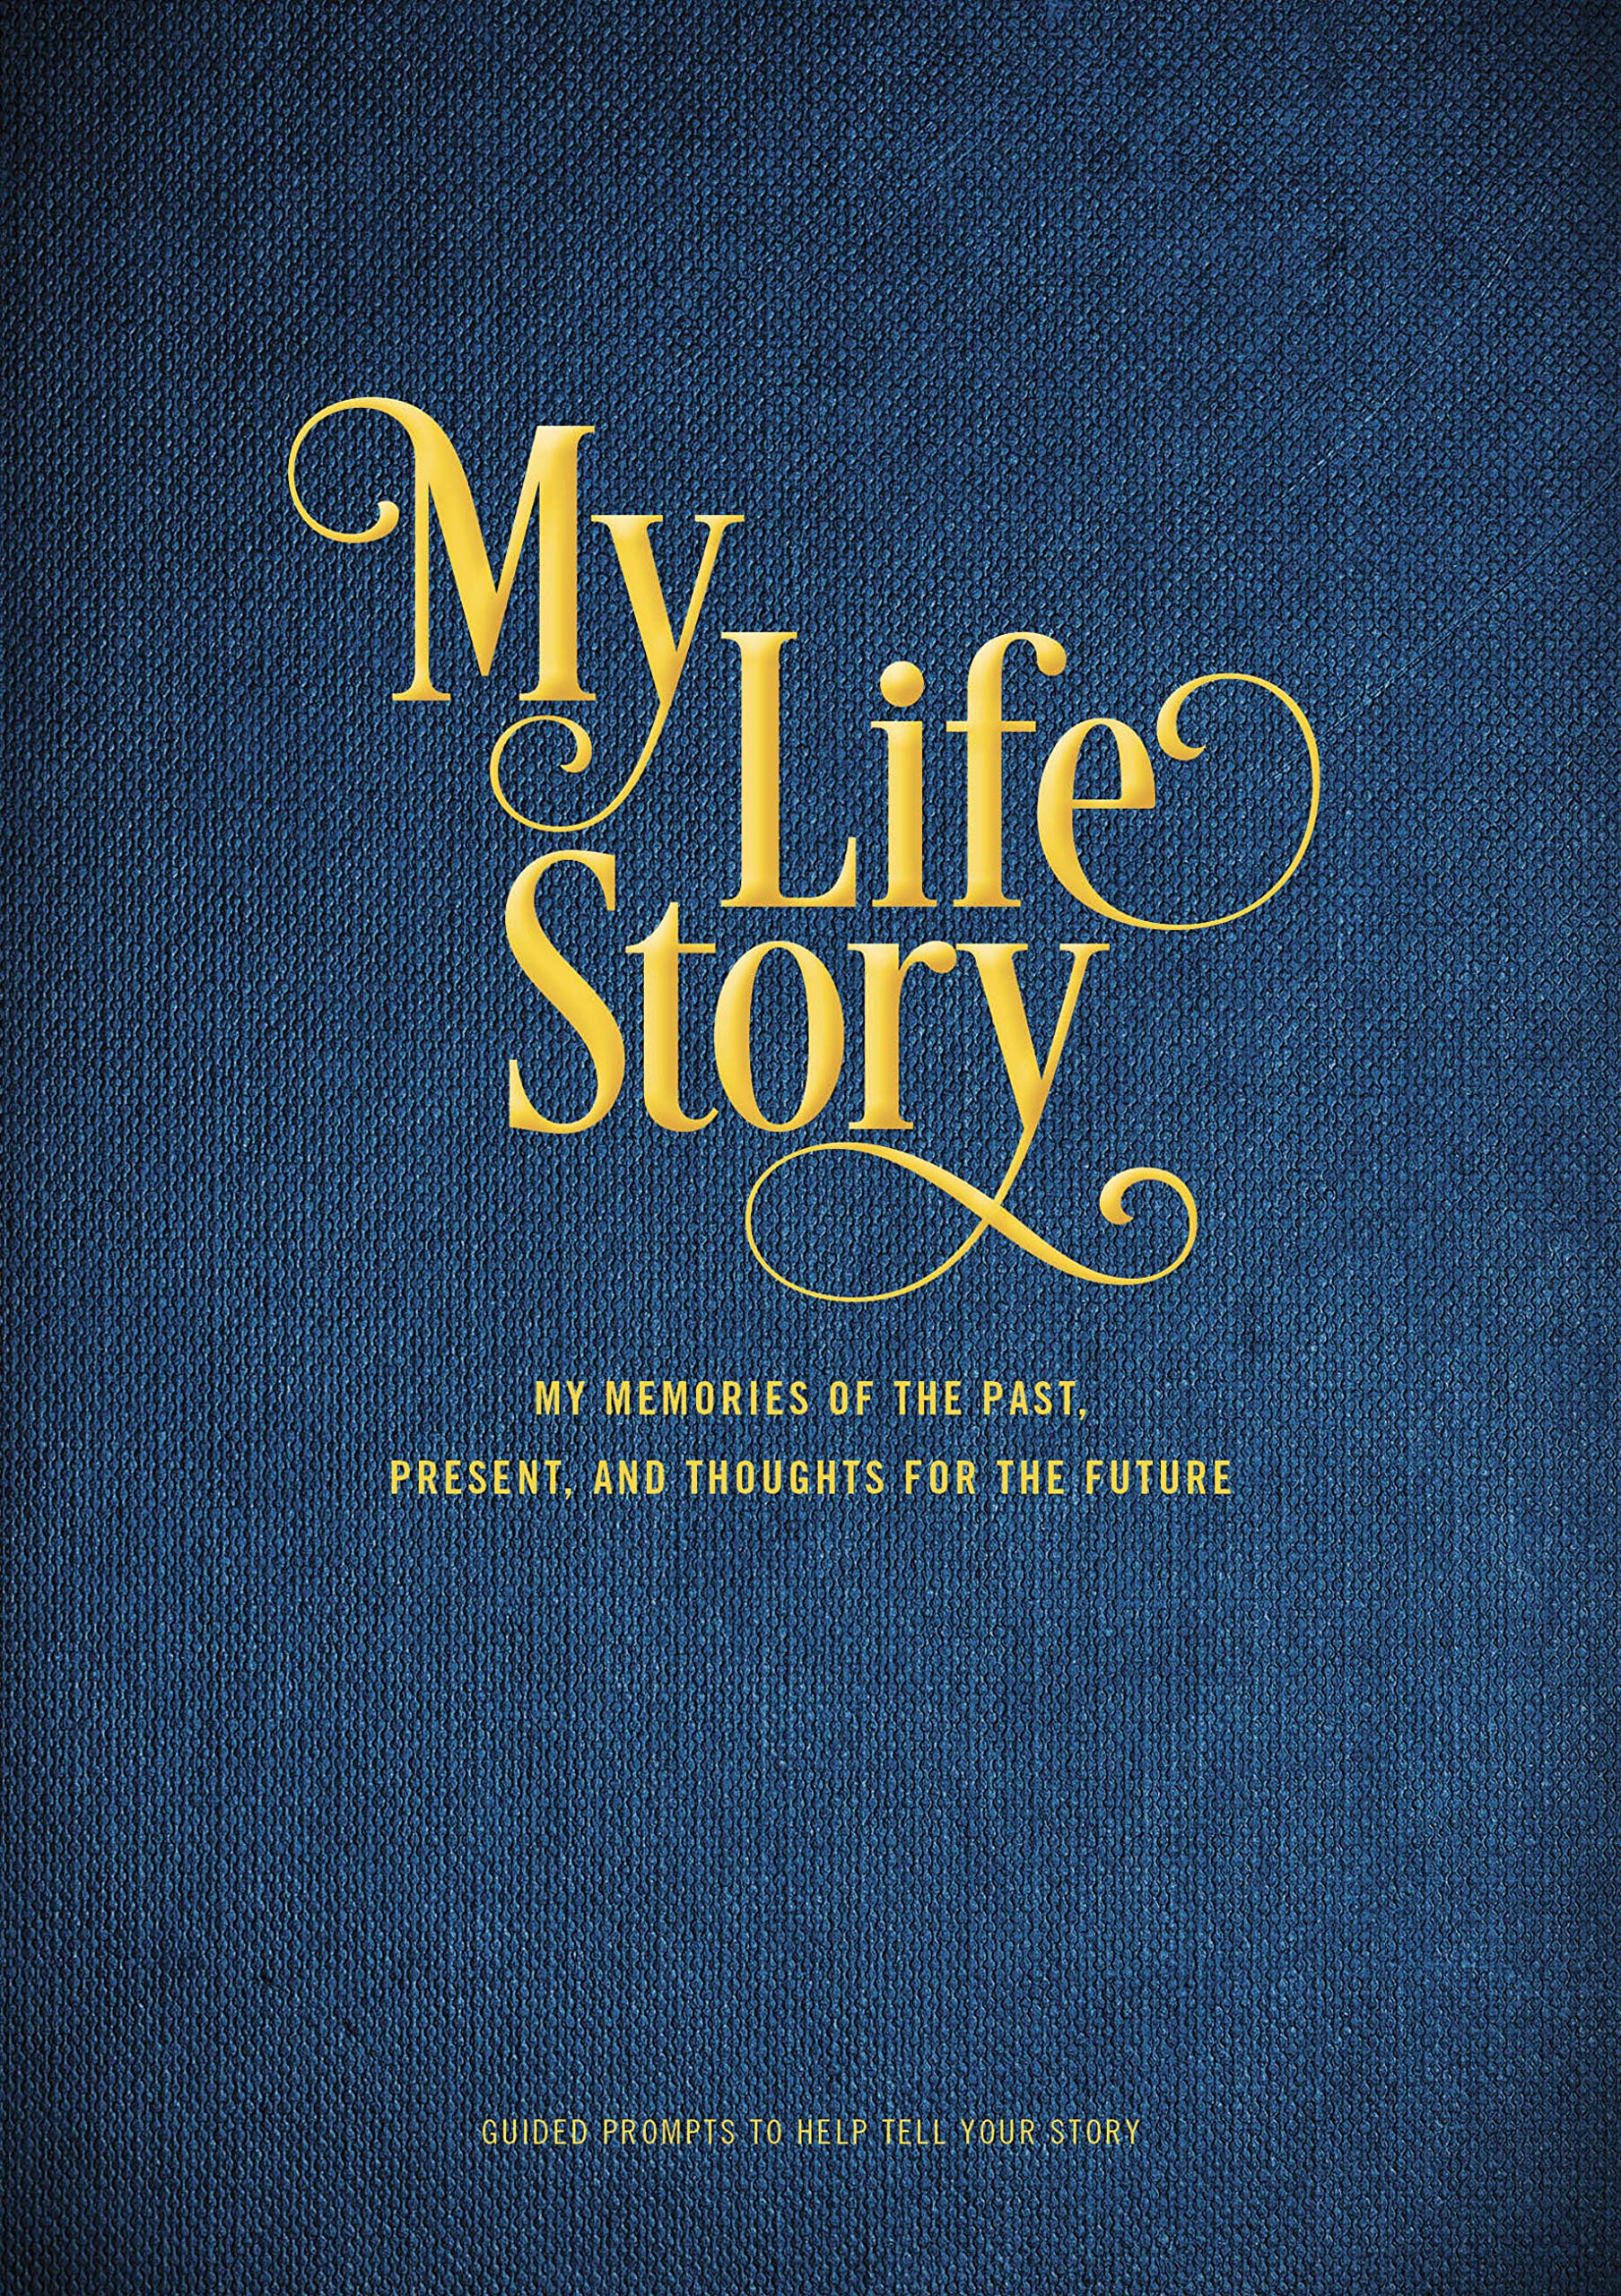 My
Life
Story
MY MEMORIES OF THE PAST,
PRESENT, AND THOUGHTS FOR THE FUTURE
GUIDED PROMPTS TO HELP TELL YOUR STORY